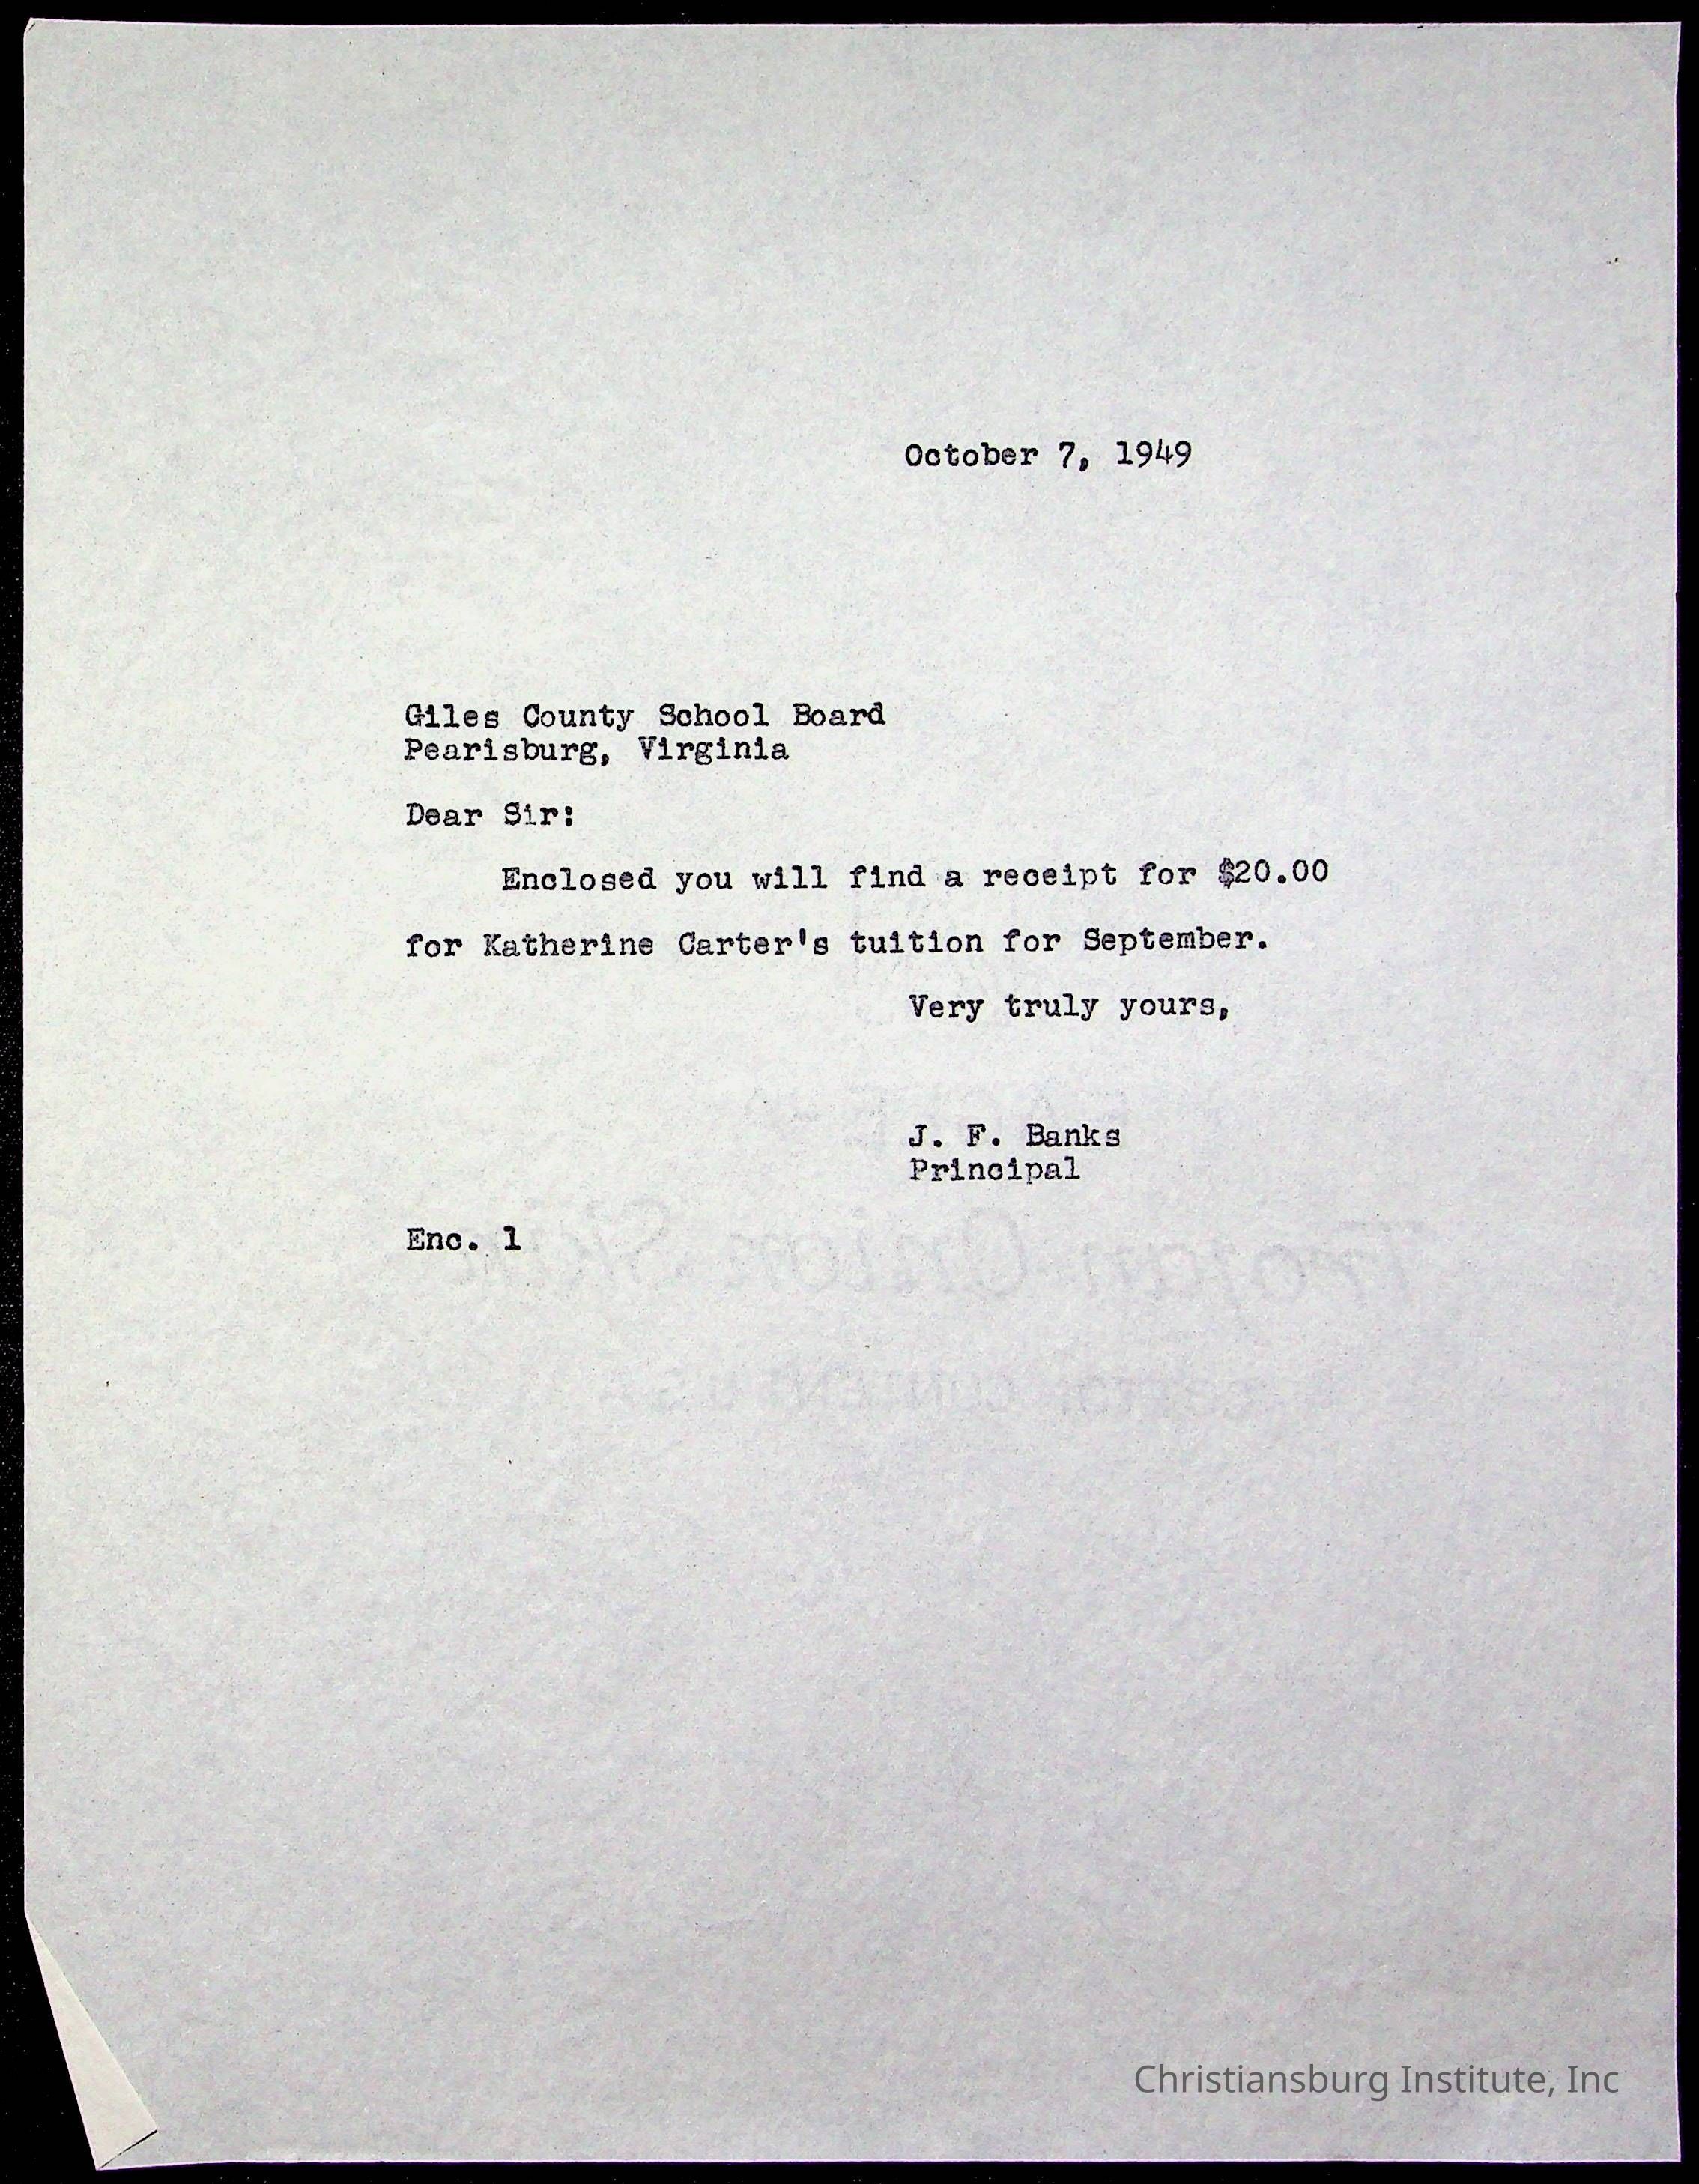 October 7, 1949
Giles County School Board
Pearisburg, Virginia
Dear Sir:
Enclosed you will find a receipt for $20.00
for Katherine Carter's tuition for September.
Very truly yours,
J. F. Banks
Principal
Enc. 1
Christiansburg Institute, Inc